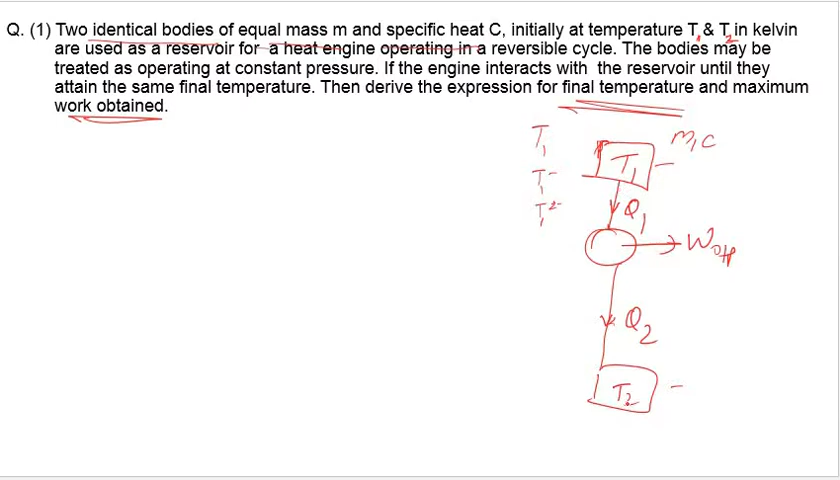 Q. (1) Two identical bodies of equal mass m and specific heat C, initially at temperature T₁ & T₂ in kelvin
are used as a reservoir for a heat engine operating in a reversible cycle. The bodies may be
treated as operating at constant pressure. If the engine interacts with the reservoir until they
attain the same final temperature. Then derive the expression for final temperature and maximum
work obtained.
T₁
m, C
T₁
T₁⁻
T₁²⁻
Q₁
Q₂
T₂